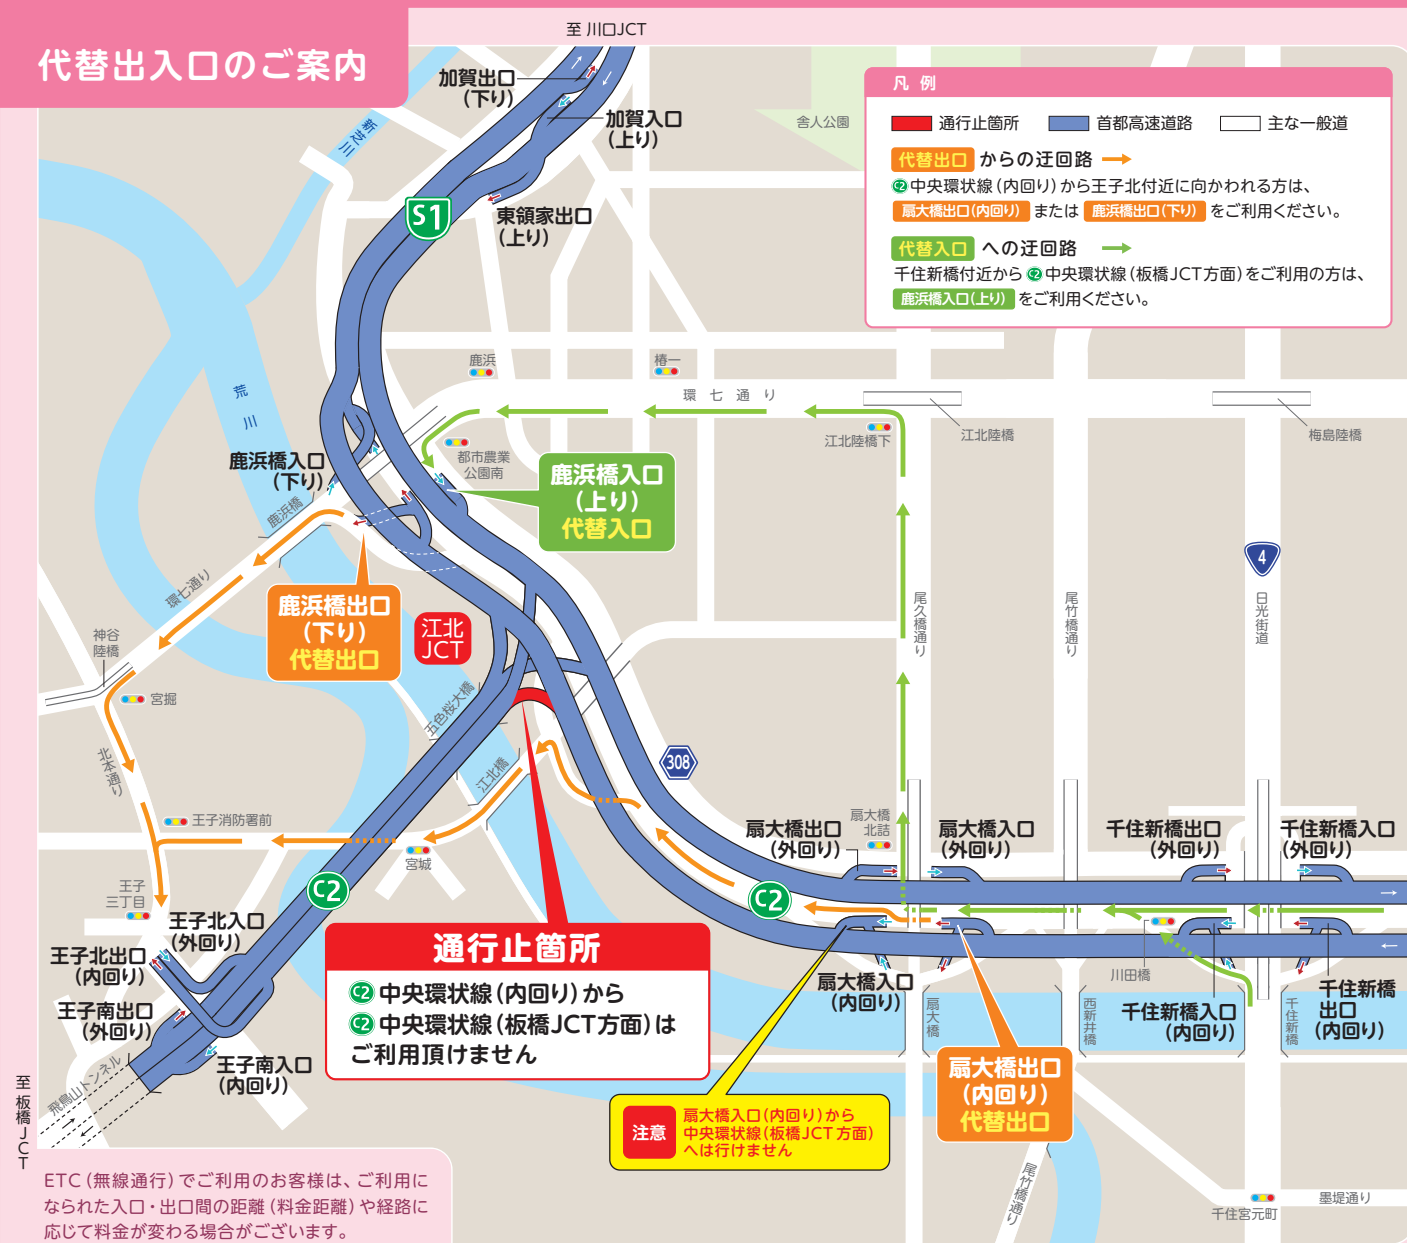 代替出入口のご案内
至 川口JCT
加賀出口
(下り)
加賀入口
(上り)
舎人公園
新芝川
S1
東領家出口
(上り)
凡 例
通行止箇所
首都高速道路
主な一般道
代替出口 からの迂回路
C2中央環状線(内回り)から王子北付近に向かわれる方は、
扇大橋出口(内回り) または 鹿浜橋出口(下り) をご利用ください。
代替入口 への迂回路
千住新橋付近から C2 中央環状線(板橋JCT方面)をご利用の方は、
鹿浜橋入口(上り) をご利用ください。
鹿浜
椿一
環七通り
荒川
江北陸橋下
江北陸橋
梅島陸橋
都市農業
公園南
鹿浜橋入口
(下り)
鹿浜橋
鹿浜橋入口
(上り)
代替入口
環七通り
鹿浜橋出口
(下り)
代替出口
江北
JCT
4
尾久橋通り
尾竹橋通り
日光街道
神谷
陸橋
宮堀
五色桜大橋
北本通り
江北橋
308
王子消防署前
宮城
扇大橋出口
(外回り)
扇大橋
北詰
扇大橋入口
(外回り)
千住新橋出口
(外回り)
千住新橋入口
(外回り)
王子
三丁目
C2
C2
王子北入口
(外回り)
王子北出口
(内回り)
王子南出口
(外回り)
王子南入口
(内回り)
飛鳥山トンネル
至 板橋JCT
通行止箇所
C2 中央環状線(内回り)から
C2 中央環状線(板橋JCT方面)は
ご利用頂けません
扇大橋入口
(内回り)
扇大橋
川田橋
西新井橋
千住新橋入口
(内回り)
千住新橋
千住新橋
出口
(内回り)
扇大橋出口
(内回り)
代替出口
注意
扇大橋入口(内回り)から
中央環状線(板橋JCT方面)
へは行けません
尾竹橋通り
千住宮元町
墨堤通り
ETC(無線通行)でご利用のお客様は、ご利用に
なられた入口・出口間の距離(料金距離)や経路に
応じて料金が変わる場合がございます。